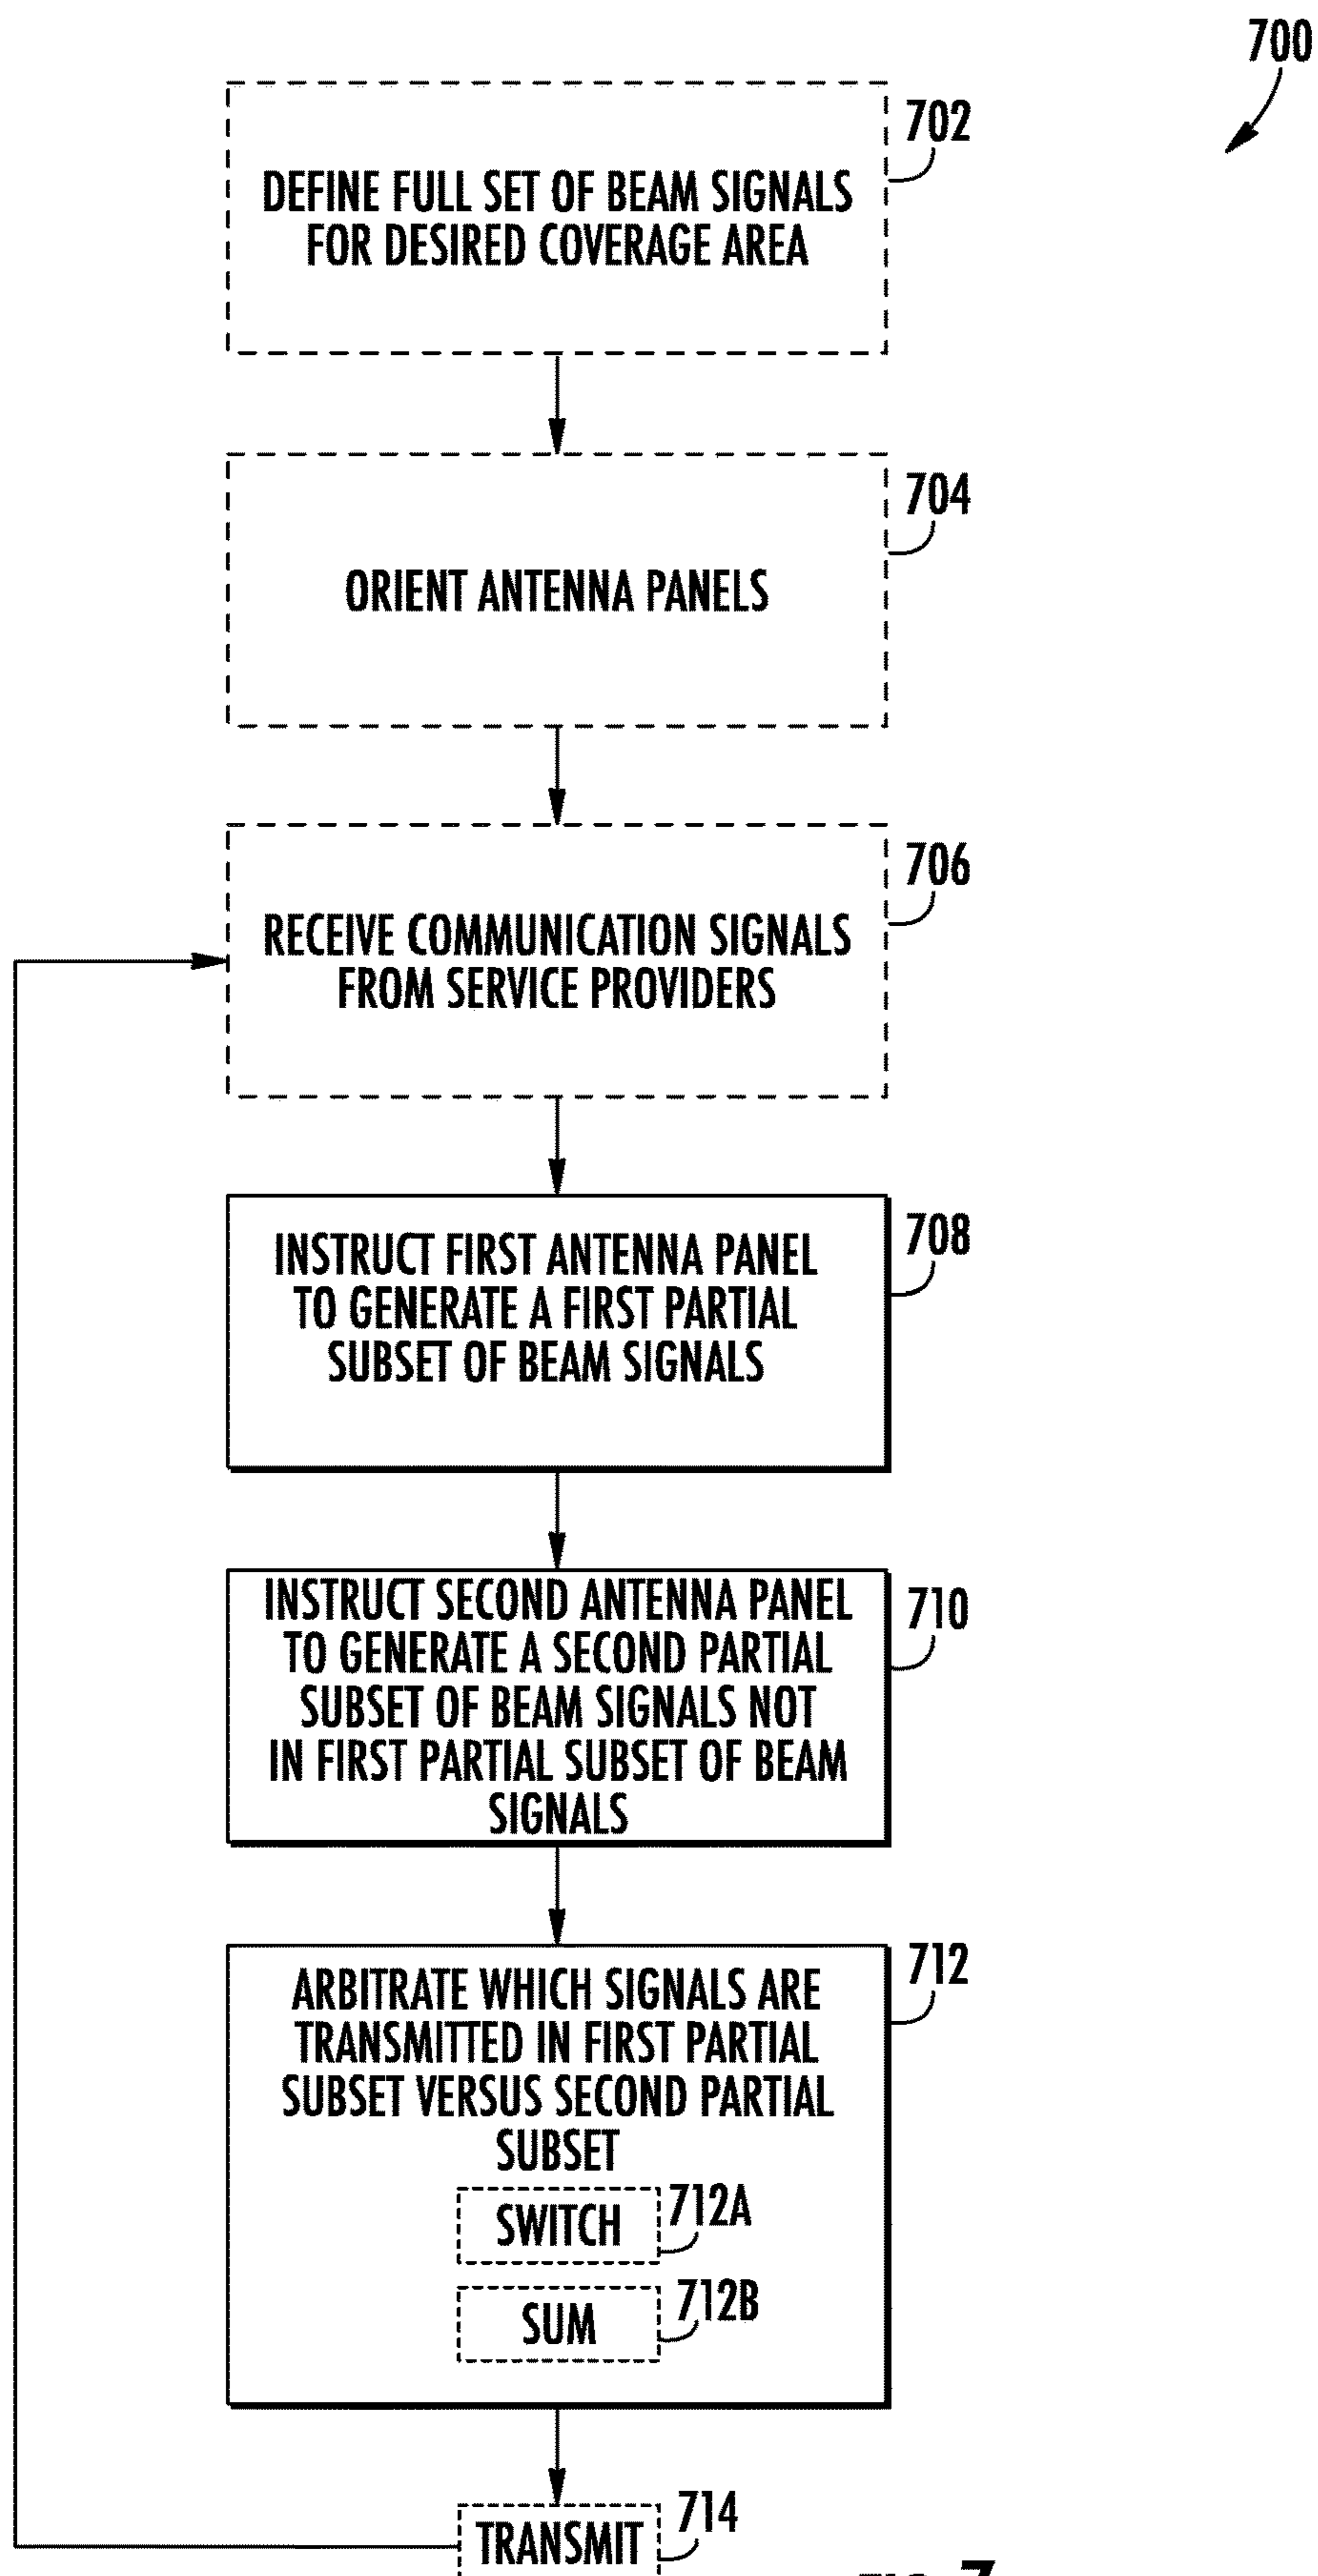 700
702
DEFINE FULL SET OF BEAM SIGNALS
FOR DESIRED COVERAGE AREA
704
ORIENT ANTENNA PANELS
706
RECEIVE COMMUNICATION SIGNALS
FROM SERVICE PROVIDERS
708
INSTRUCT FIRST ANTENNA PANEL
TO GENERATE A FIRST PARTIAL
SUBSET OF BEAM SIGNALS
710
INSTRUCT SECOND ANTENNA PANEL
TO GENERATE A SECOND PARTIAL
SUBSET OF BEAM SIGNALS NOT
IN FIRST PARTIAL SUBSET OF BEAM
SIGNALS
712
ARBITRATE WHICH SIGNALS ARE
TRANSMITTED IN FIRST PARTIAL
SUBSET VERSUS SECOND PARTIAL
SUBSET
712A
SWITCH
712B
SUM
714
TRANSMIT